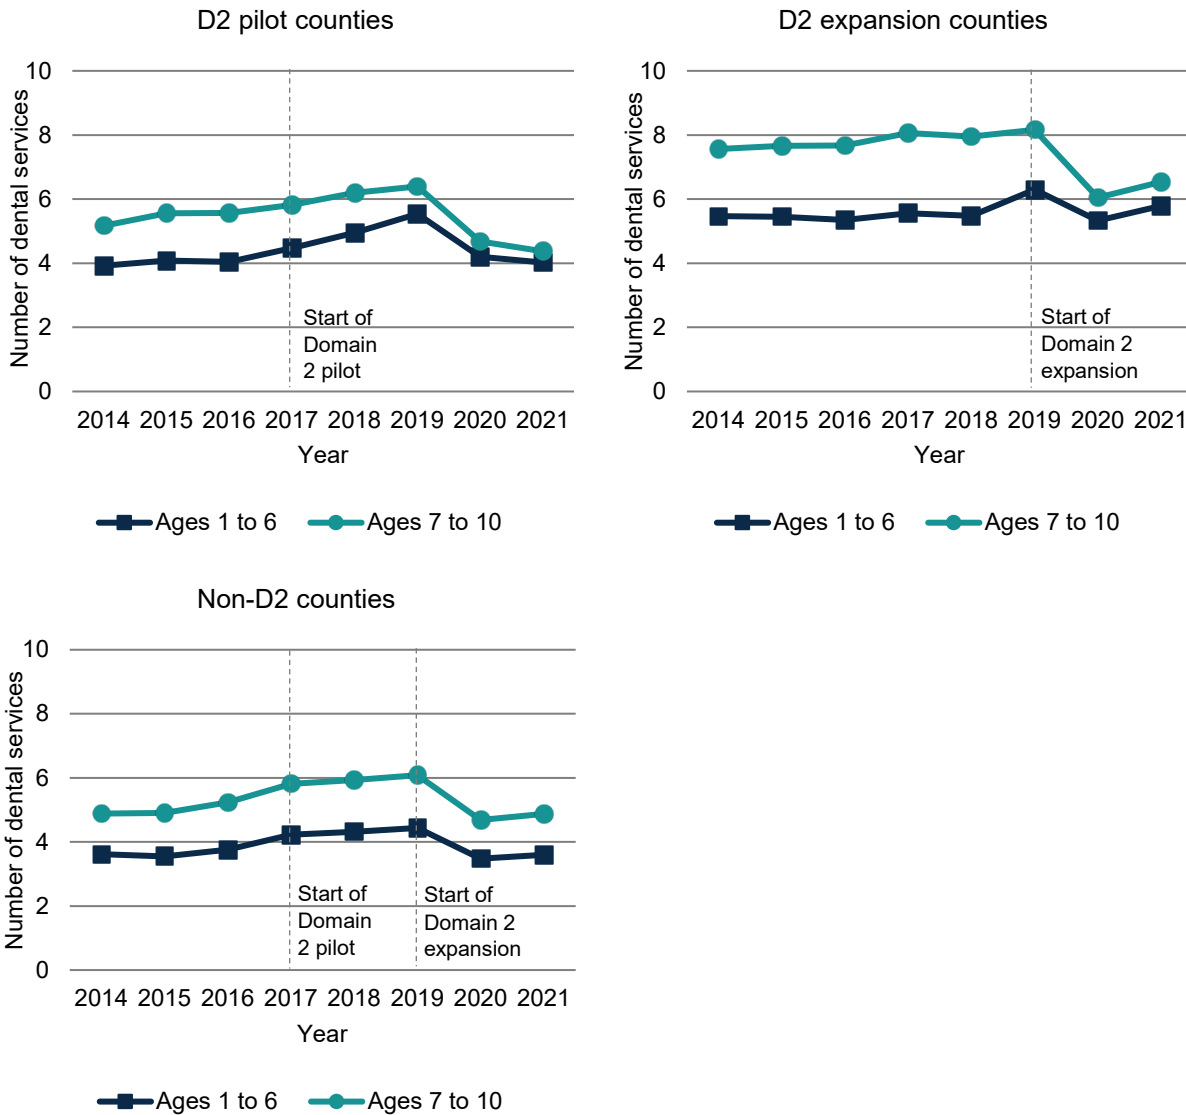 D2 pilot counties
Number of dental services
10
8
6
4
2
0
Start of
Domain
2 pilot
2014 2015 2016 2017 2018 2019 2020 2021
Year
Ages 1 to 6 Ages 7 to 10
D2 expansion counties
Number of dental services
10
8
6
4
2
0
Start of
Domain 2
expansion
2014 2015 2016 2017 2018 2019 2020 2021
Year
Ages 1 to 6 Ages 7 to 10
Non-D2 counties
Number of dental services
10
8
6
4
2
0
Start of
Domain
2 pilot
Start of
Domain 2
expansion
2014 2015 2016 2017 2018 2019 2020 2021
Year
Ages 1 to 6 Ages 7 to 10